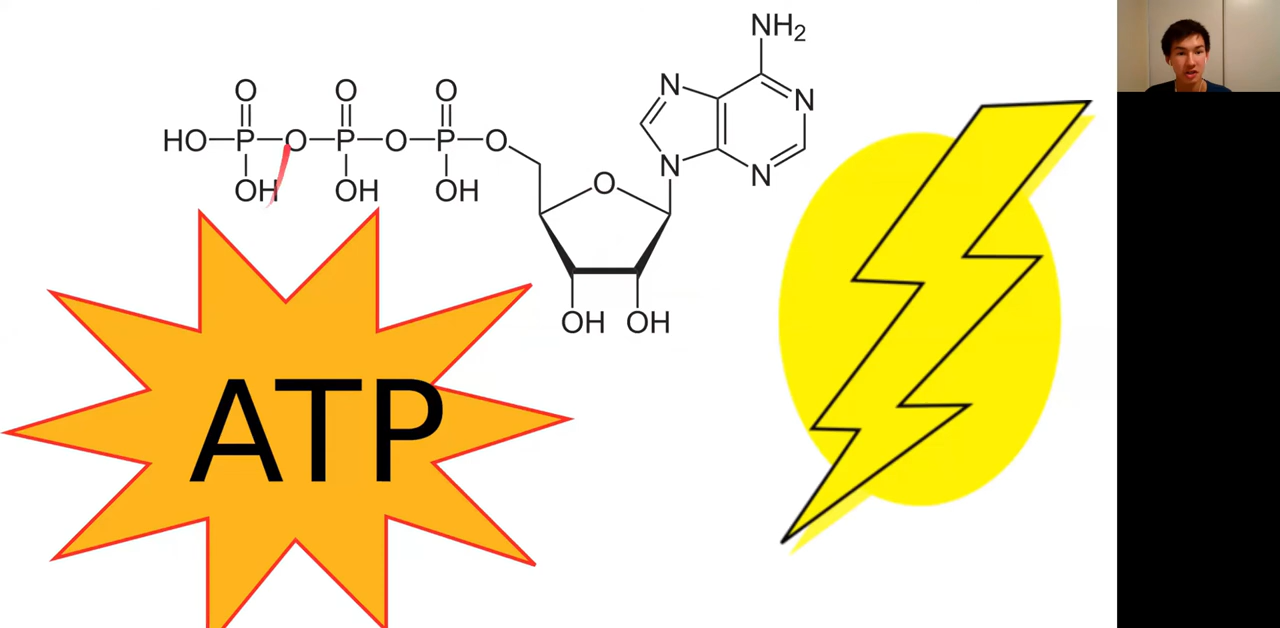 NH₂
O O O N N
HO P O P O P O
OH OH OH N N
O
OH OH
ATP